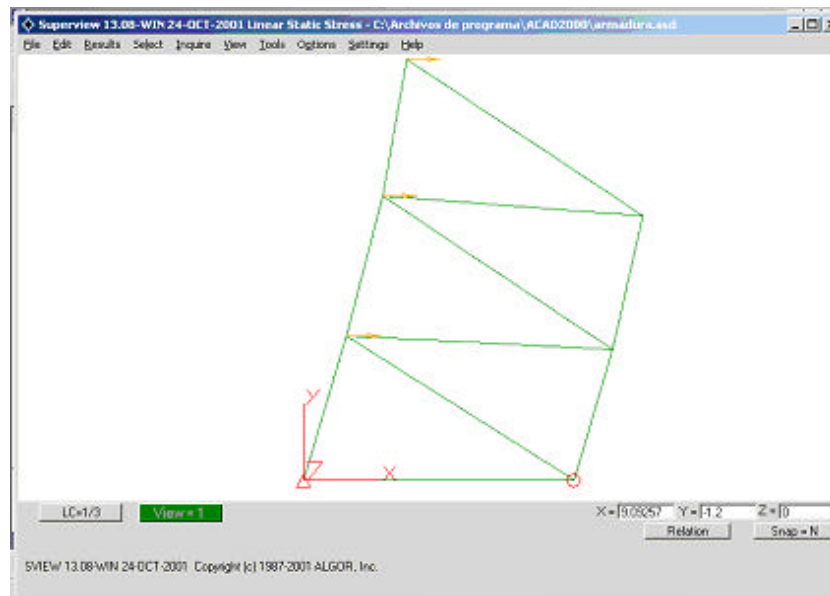 Superview 13.08-WIN 24-OCT-2001 Linear Static Stress - C:\Archivos de programa\ACAD2000\armadura.asd
File Edit Results Select Inquire View Tools Options Settings Help
Y
Z X
LC=1/3 View = 1 X = 9.09257 Y = -1.2 Z = 0
Relation Snap = N
SVIEW 13.08-WIN 24-OCT-2001 Copyright (c) 1987-2001 ALGOR, Inc.